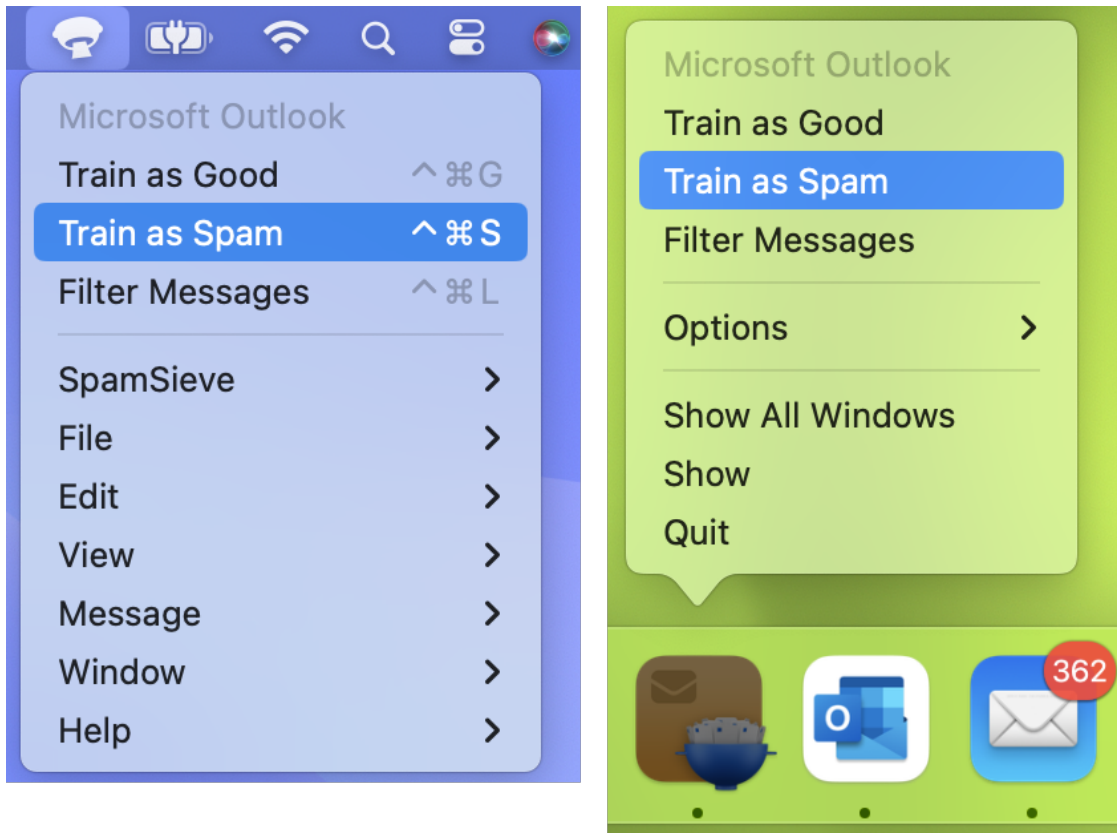 Microsoft Outlook
Train as Good ⌃⌘G
Train as Spam ⌃⌘S
Filter Messages ⌃⌘L
SpamSieve
File
Edit
View
Message
Window
Help
Microsoft Outlook
Train as Good
Train as Spam
Filter Messages
Options
Show All Windows
Show
Quit
O
362